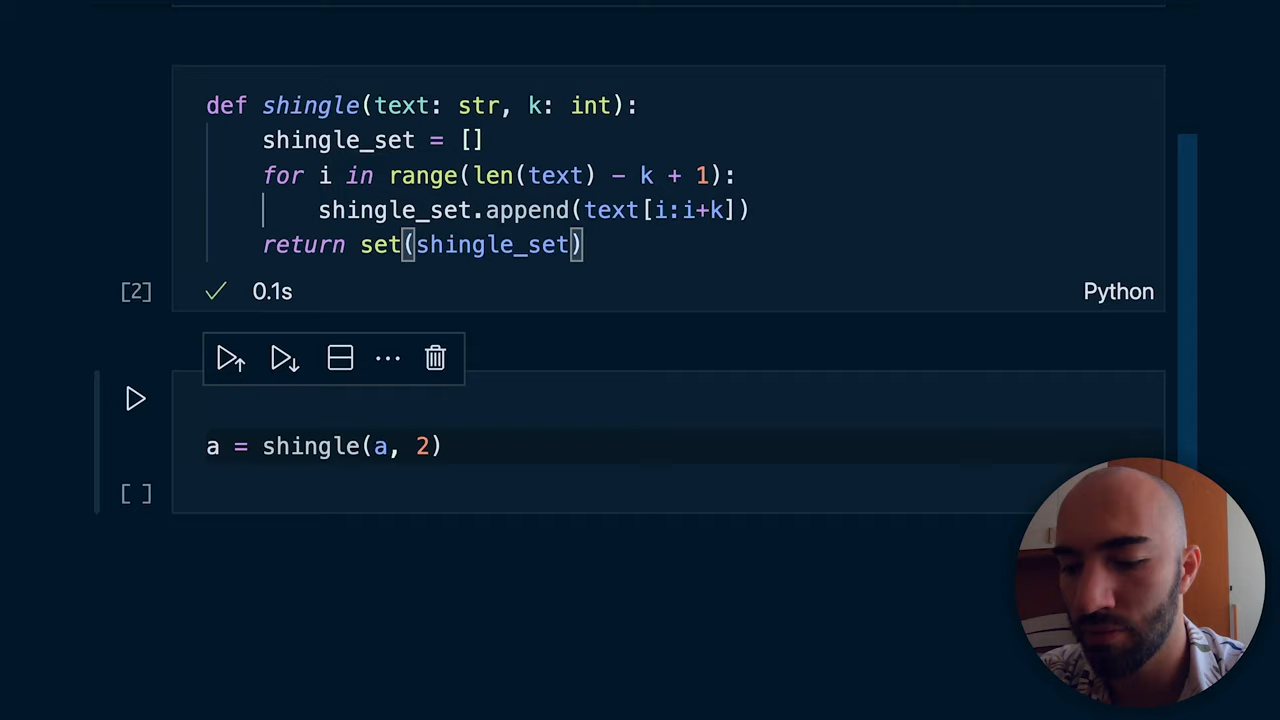 def shingle(text: str, k: int):
    shingle_set = []
    for i in range(len(text) - k + 1):
        shingle_set.append(text[i:i+k])
    return set(shingle_set)
[2]
0.1s
Python
a = shingle(a, 2)
[ ]